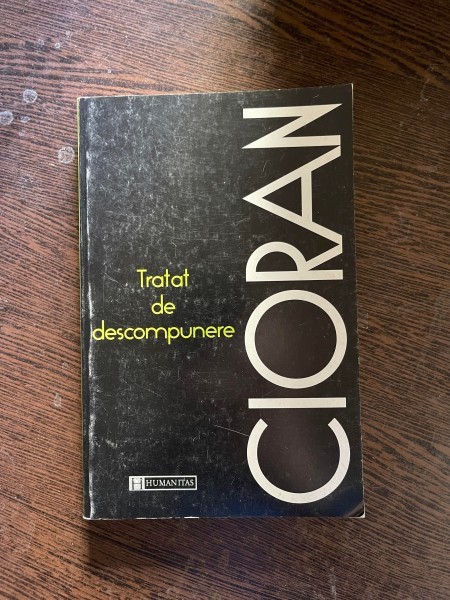 Tratat
de
descompunere
CIORAN
HUMANITAS